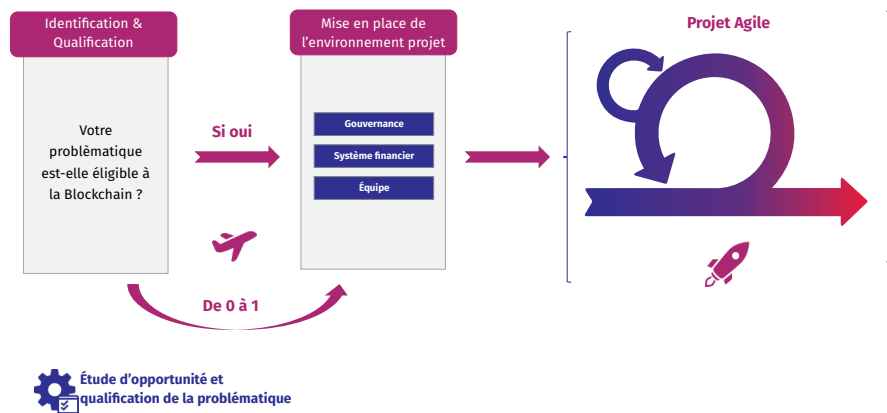 Identification &
Qualification
Votre
problèmatique
est-elle éligible à
la Blockchain ?
Si oui
De 0 à 1
Mise en place de
l'environnement projet
Gouvernance
Système financier
Équipe
Projet Agile
Étude d'opportunité et
qualification de la problématique